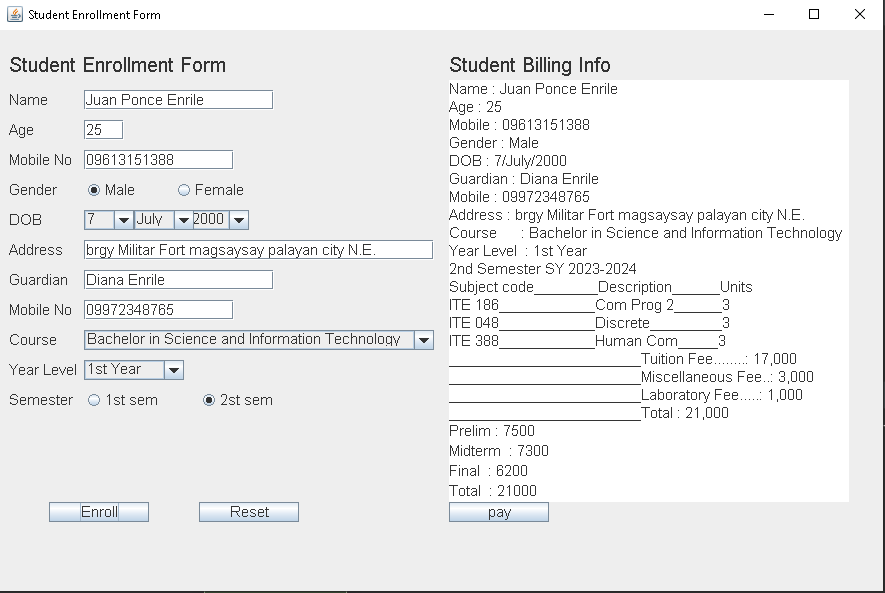 Student Enrollment Form
Student Enrollment Form
Name Juan Ponce Enrile
Age 25
Mobile No 09613151388
Gender Male Female
DOB 7 July 2000
Address brgy Militar Fort magsaysay palayan city N.E.
Guardian Diana Enrile
Mobile No 09972348765
Course Bachelor in Science and Information Technology
Year Level 1st Year
Semester 1st sem 2st sem
Enroll Reset
Student Billing Info
Name : Juan Ponce Enrile
Age : 25
Mobile : 09613151388
Gender : Male
DOB : 7/July/2000
Guardian : Diana Enrile
Mobile : 09972348765
Address : brgy Militar Fort magsaysay palayan city N.E.
Course : Bachelor in Science and Information Technology
Year Level : 1st Year
2nd Semester SY 2023-2024
Subject code________Description______Units
ITE 186____________Com Prog 2______3
ITE 048____________Discrete_________3
ITE 388____________Human Com_____3
________________________Tuition Fee........: 17,000
________________________Miscellaneous Fee..: 3,000
________________________Laboratory Fee.....: 1,000
________________________Total : 21,000
Prelim : 7500
Midterm : 7300
Final : 6200
Total : 21000
pay